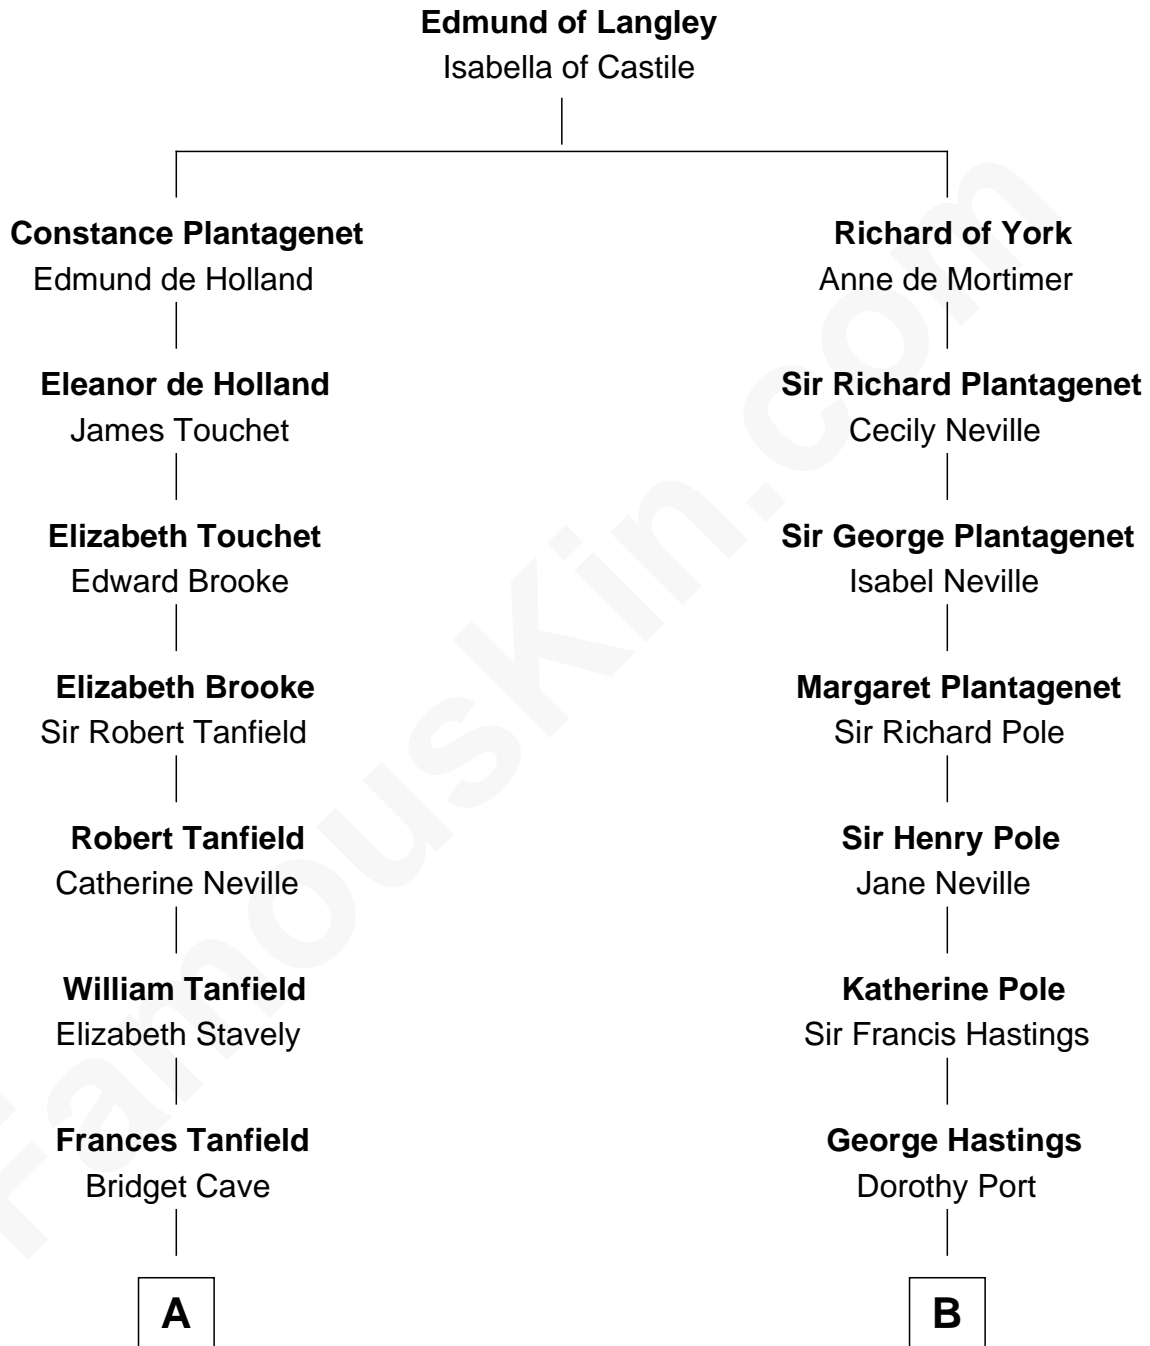 Edmund of Langley
Isabella of Castile
Constance Plantagenet
Edmund de Holland
Eleanor de Holland
James Touchet
Elizabeth Touchet
Edward Brooke
Elizabeth Brooke
Sir Robert Tanfield
Robert Tanfield
Catherine Neville
William Tanfield
Elizabeth Stavely
Frances Tanfield
Bridget Cave
A
Richard of York
Anne de Mortimer
Sir Richard Plantagenet
Cecily Neville
Sir George Plantagenet
Isabel Neville
Margaret Plantagenet
Sir Richard Pole
Sir Henry Pole
Jane Neville
Katherine Pole
Sir Francis Hastings
George Hastings
Dorothy Port
B
FamousKin.com